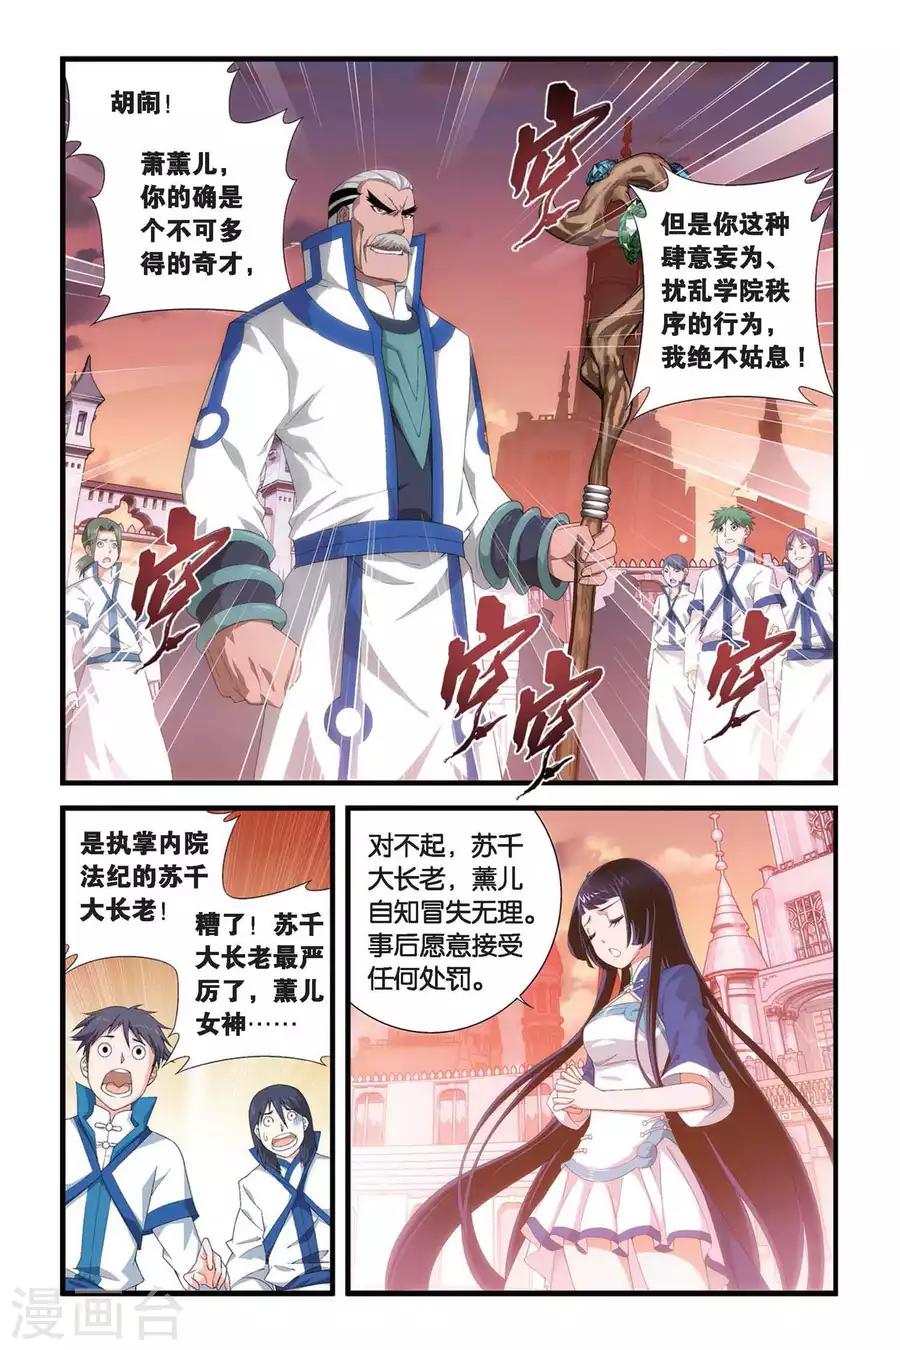 胡闹！
萧薰儿，
你的确是
个不可多
得的奇才，
但是你这种
肆意妄为、
扰乱学院秩
序的行为，
我绝不姑息！
空
空
空
空
空
是执掌内院
法纪的苏千
大长老！
糟了！苏千
大长老最严
厉了，薰儿
女神……
对不起，苏千
大长老，薰儿
自知冒失无理。
事后愿意接受
任何处罚。
漫画台